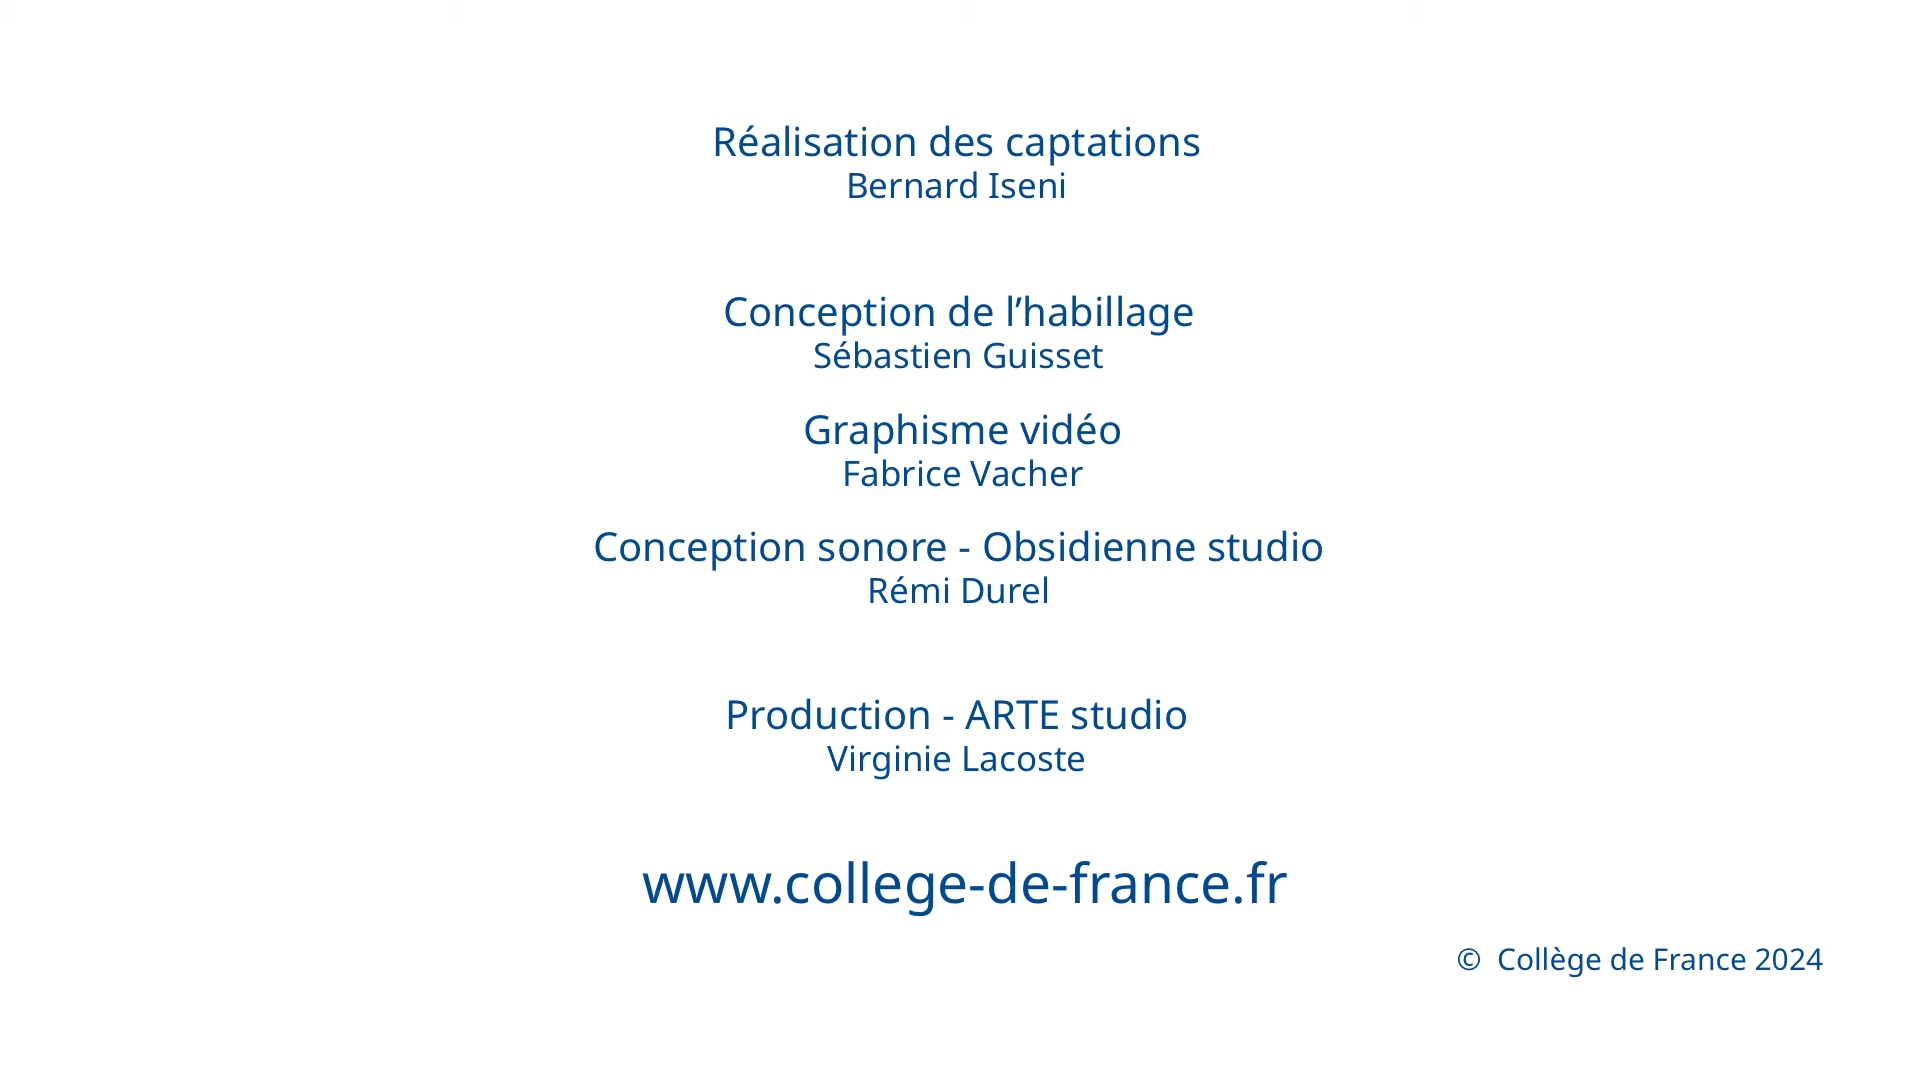 Réalisation des captations
Bernard Iseni
Conception de l’habillage
Sébastien Guisset
Graphisme vidéo
Fabrice Vacher
Conception sonore - Obsidienne studio
Rémi Durel
Production - ARTE studio
Virginie Lacoste
www.college-de-france.fr
© Collège de France 2024